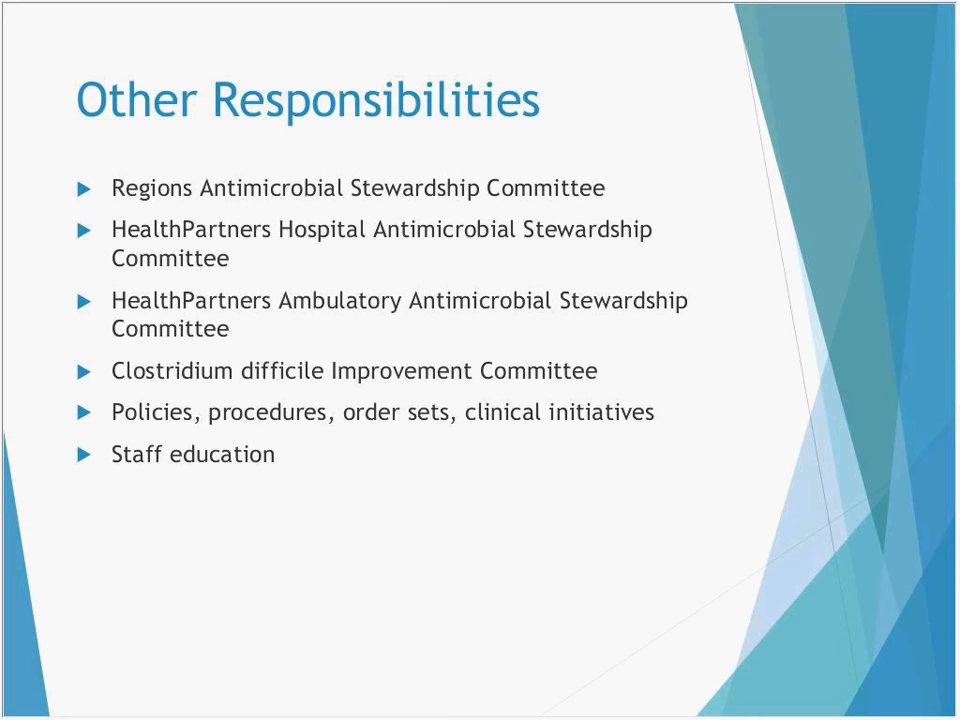 Other Responsibilities
Regions Antimicrobial Stewardship Committee
HealthPartners Hospital Antimicrobial Stewardship
Committee
HealthPartners Ambulatory Antimicrobial Stewardship
Committee
Clostridium difficile Improvement Committee
Policies, procedures, order sets, clinical initiatives
Staff education